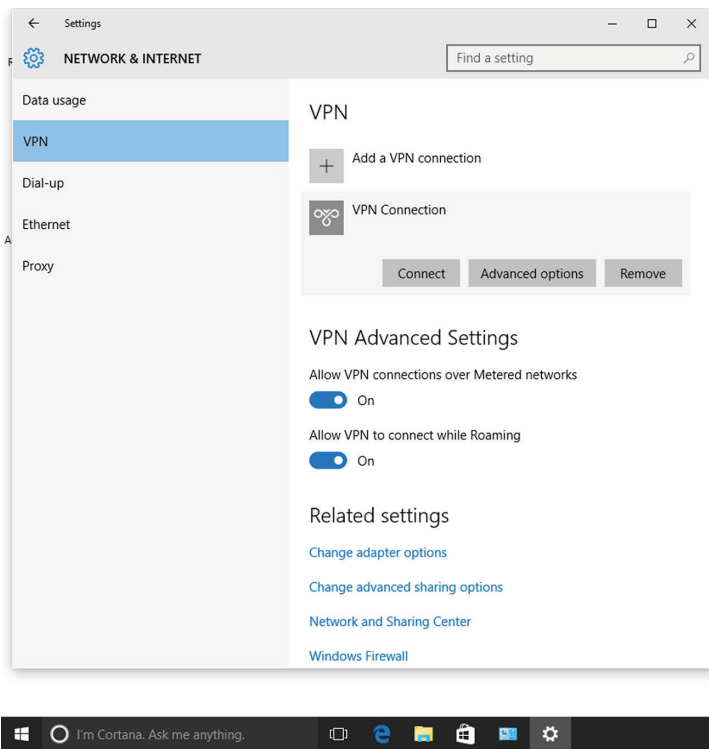 Settings
NETWORK & INTERNET
Find a setting
Data usage
VPN
Dial-up
Ethernet
Proxy
VPN
Add a VPN connection
VPN Connection
Connect
Advanced options
Remove
VPN Advanced Settings
Allow VPN connections over Metered networks
On
Allow VPN to connect while Roaming
On
Related settings
Change adapter options
Change advanced sharing options
Network and Sharing Center
Windows Firewall
I'm Cortana. Ask me anything.